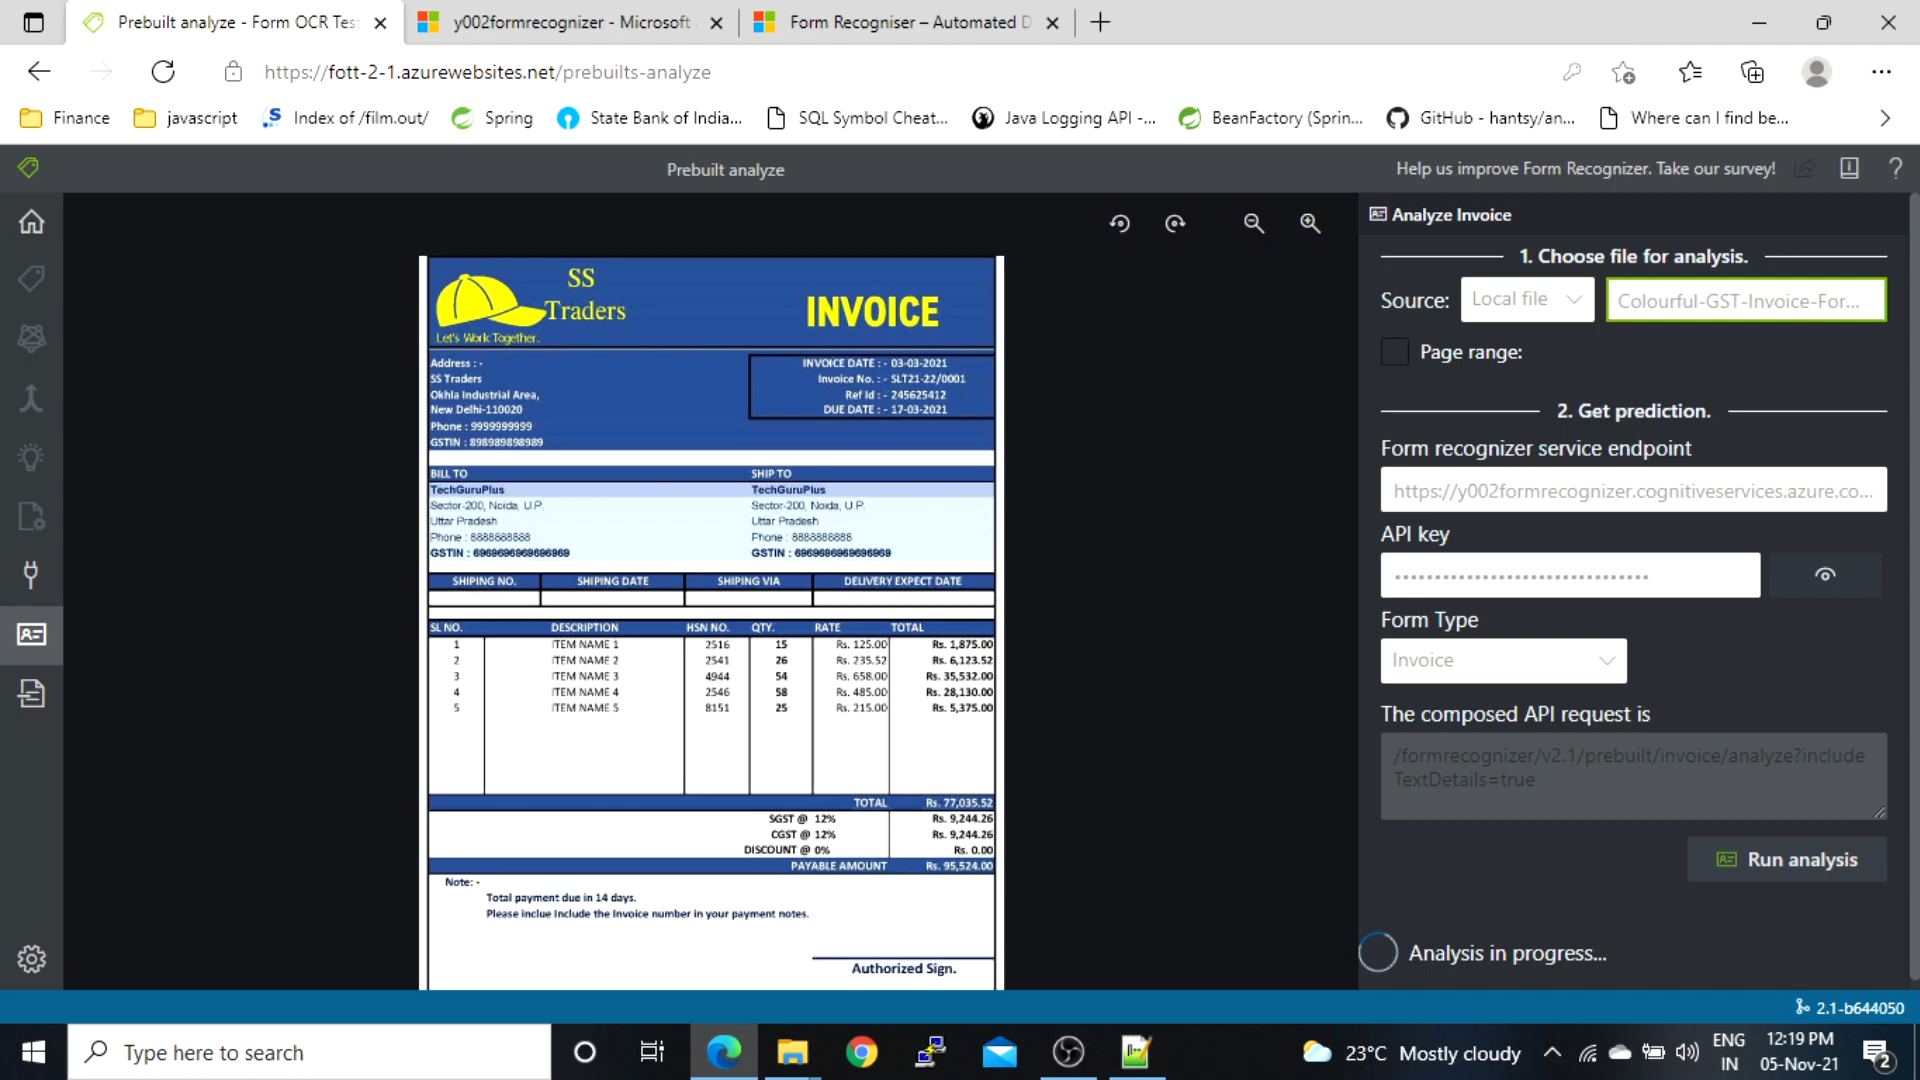 Prebuilt analyze - Form OCR Tes
y002formrecognizer - Microsoft
Form Recogniser – Automated D
https://fott-2-1.azurewebsites.net/prebuilts-analyze
Finance
javascript
Index of /film.out/
Spring
State Bank of India...
SQL Symbol Cheat...
Java Logging API -...
BeanFactory (Sprin...
GitHub - hantsy/an...
Where can I find be...
Prebuilt analyze
Help us improve Form Recognizer. Take our survey!
SS
Traders
Let's Work Together.
INVOICE
Address : -
SS Traders
Okhla Industrial Area,
New Delhi-110020
Phone : 9999999999
GSTIN : 898989898989
INVOICE DATE : - 03-03-2021
Invoice No. : - SLT21-22/0001
Ref Id : - 245625412
DUE DATE : - 17-03-2021
BILL TO SHIP TO
TechGuruPlus TechGuruPlus
Sector-200, Noida, U.P. Sector-200, Noida, U.P.
Uttar Pradesh Uttar Pradesh
Phone : 8888888888 Phone : 8888888888
GSTIN : 6969696969696969 GSTIN : 6969696969696969
SHIPING NO. SHIPING DATE SHIPING VIA DELIVERY EXPECT DATE
SL NO. DESCRIPTION HSN NO. QTY. RATE TOTAL
1 ITEM NAME 1 2516 15 Rs. 125.00 Rs. 1,875.00
2 ITEM NAME 2 2541 26 Rs. 235.52 Rs. 6,123.52
3 ITEM NAME 3 4944 54 Rs. 658.00 Rs. 35,532.00
4 ITEM NAME 4 2546 58 Rs. 485.00 Rs. 28,130.00
5 ITEM NAME 5 8151 25 Rs. 215.00 Rs. 5,375.00
TOTAL Rs. 77,035.52
SGST @ 12% Rs. 9,244.26
CGST @ 12% Rs. 9,244.26
DISCOUNT @ 0% Rs. 0.00
PAYABLE AMOUNT Rs. 95,524.00
Note: -
Total payment due in 14 days.
Please inclue Include the Invoice number in your payment notes.
Authorized Sign.
Analyze Invoice
1. Choose file for analysis.
Source: Local file Colourful-GST-Invoice-For...
Page range:
2. Get prediction.
Form recognizer service endpoint
https://y002formrecognizer.cognitiveservices.azure.co...
API key
Form Type
Invoice
The composed API request is
/formrecognizer/v2.1/prebuilt/invoice/analyze?include
TextDetails=true
Run analysis
Analysis in progress...
2.1-b644050
Type here to search
23°C Mostly cloudy
ENG
IN
12:19 PM
05-Nov-21
2